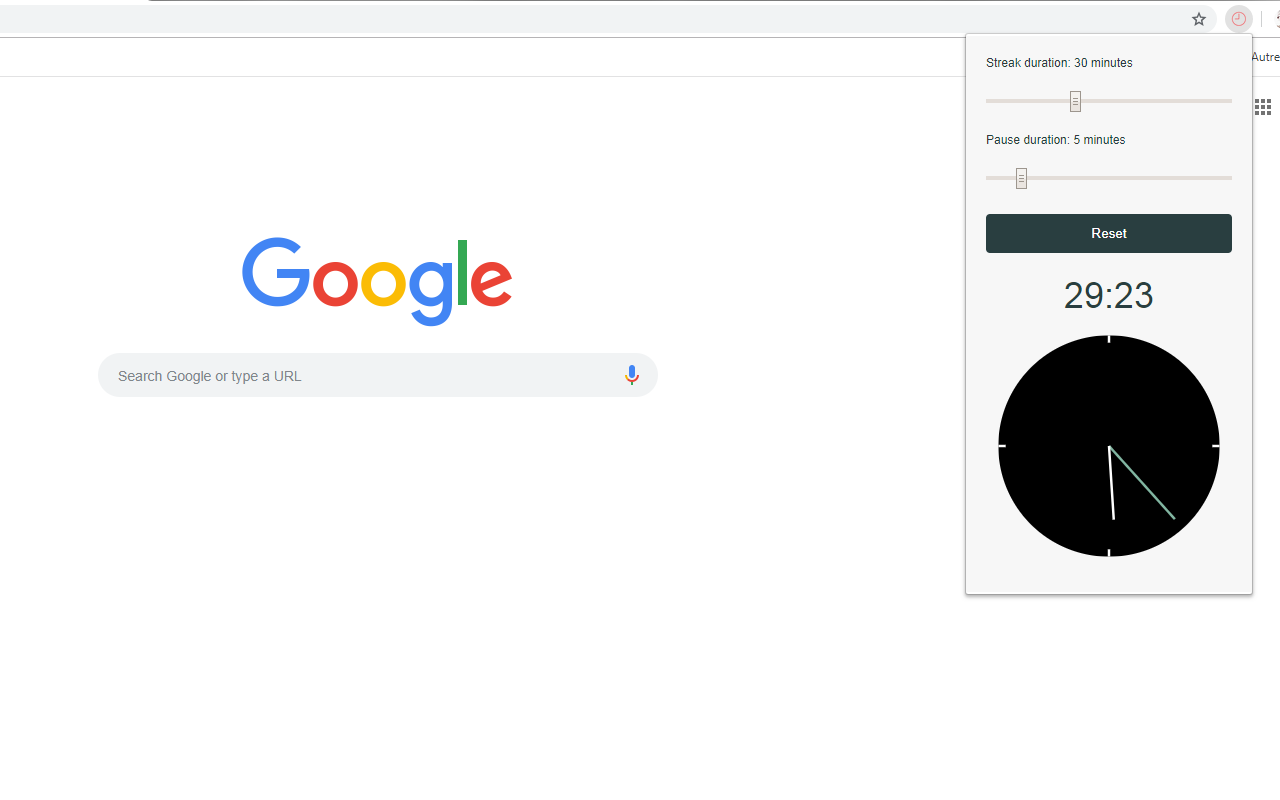 Streak duration: 30 minutes
Autre
Pause duration: 5 minutes
Reset
Google
29:23
Search Google or type a URL